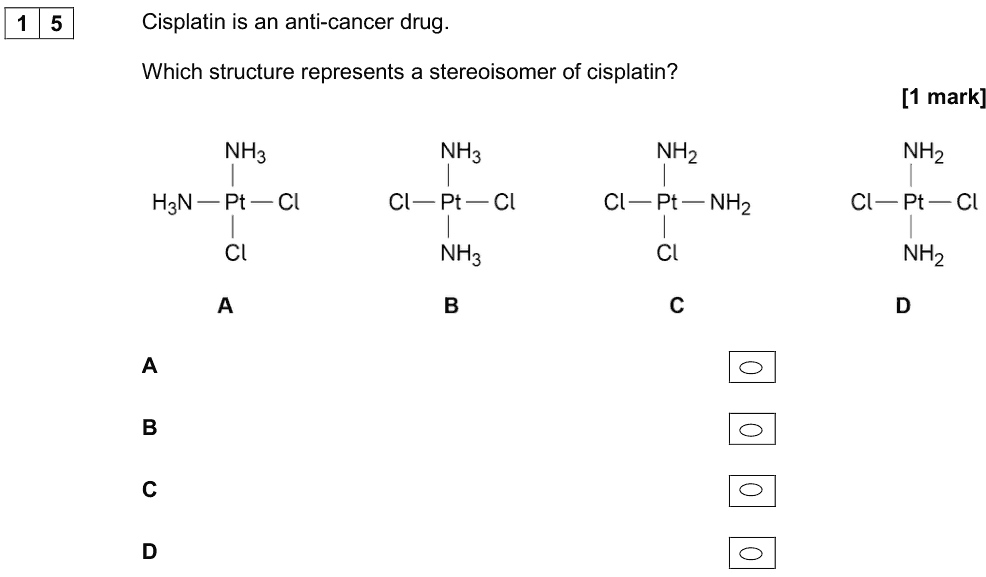 1 5 Cisplatin is an anti-cancer drug.
Which structure represents a stereoisomer of cisplatin?
[1 mark]
NH3 NH3 NH2 NH2
H3N Pt Cl Cl Pt Cl Cl Pt NH2 Cl Pt Cl
Cl NH3 Cl NH2
A B C D
A
B
C
D